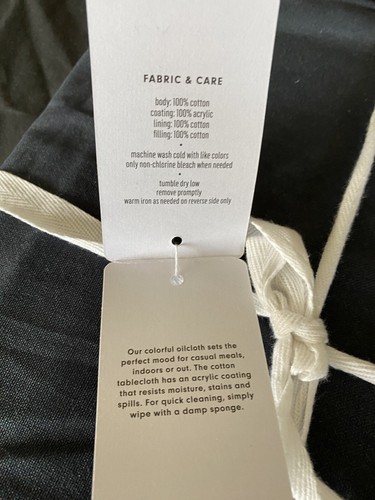 FABRIC & CARE
body: 100% cotton
coating: 100% acrylic
lining: 100% cotton
filling: 100% cotton
•
machine wash cold with like colors
only non-chlorine bleach when needed
•
tumble dry low
remove promptly
warm iron as needed on reverse side only
Our colorful oilcloth sets the
perfect mood for casual meals,
indoors or out. The cotton
tablecloth has an acrylic coating
that resists moisture, stains and
spills. For quick cleaning, simply
wipe with a damp sponge.